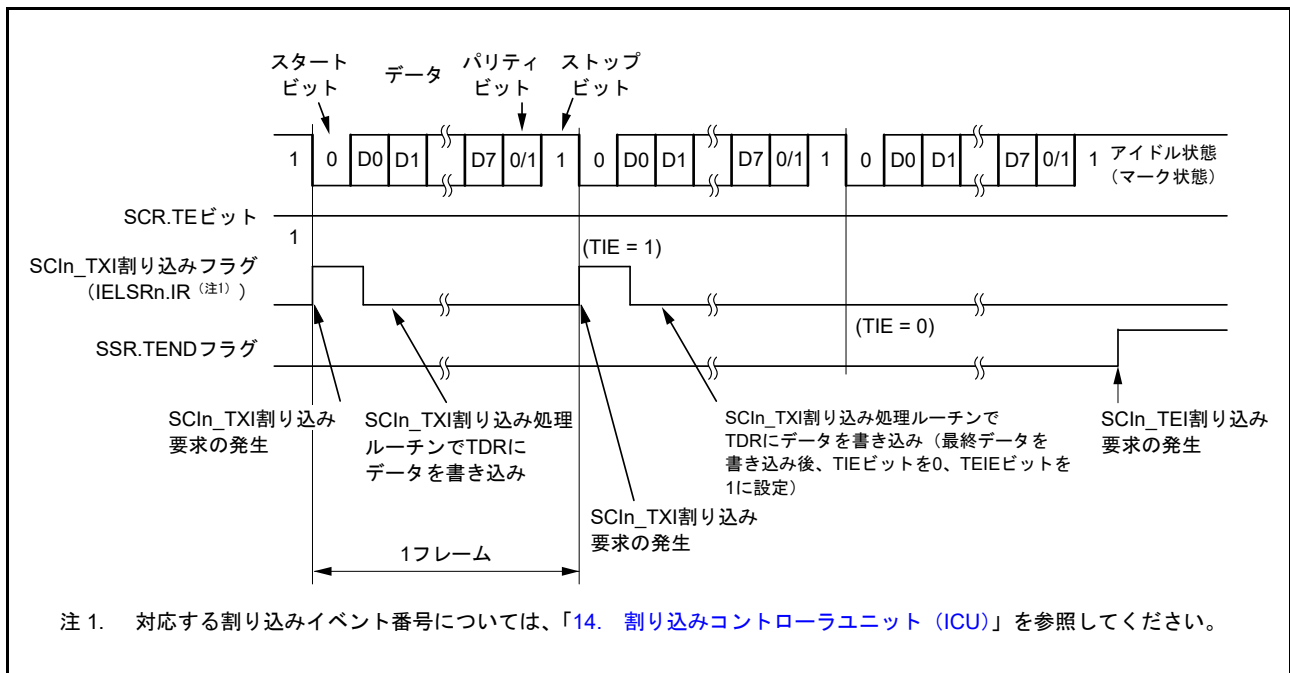 スタート
ビット
データ
パリティ
ビット
ストップ
ビット
1 0 D0 D1 D7 0/1 1 0 D0 D1 D7 0/1 1 0 D0 D1 D7 0/1 1 アイドル状態
（マーク状態）
SCR.TEビット
1
SCIn_TXI割り込みフラグ
（IELSRn.IR（注1））
(TIE = 1)
(TIE = 0)
SSR.TENDフラグ
SCIn_TXI割り込み
要求の発生
SCIn_TXI割り込み処理
ルーチンでTDRに
データを書き込み
SCIn_TXI割り込み
要求の発生
SCIn_TXI割り込み処理ルーチンで
TDRにデータを書き込み（最終データを
書き込み後、TIEビットを0、TEIEビットを
1に設定）
SCIn_TEI割り込み
要求の発生
1フレーム
注 1. 対応する割り込みイベント番号については、「14. 割り込みコントローラユニット（ICU）」を参照してください。